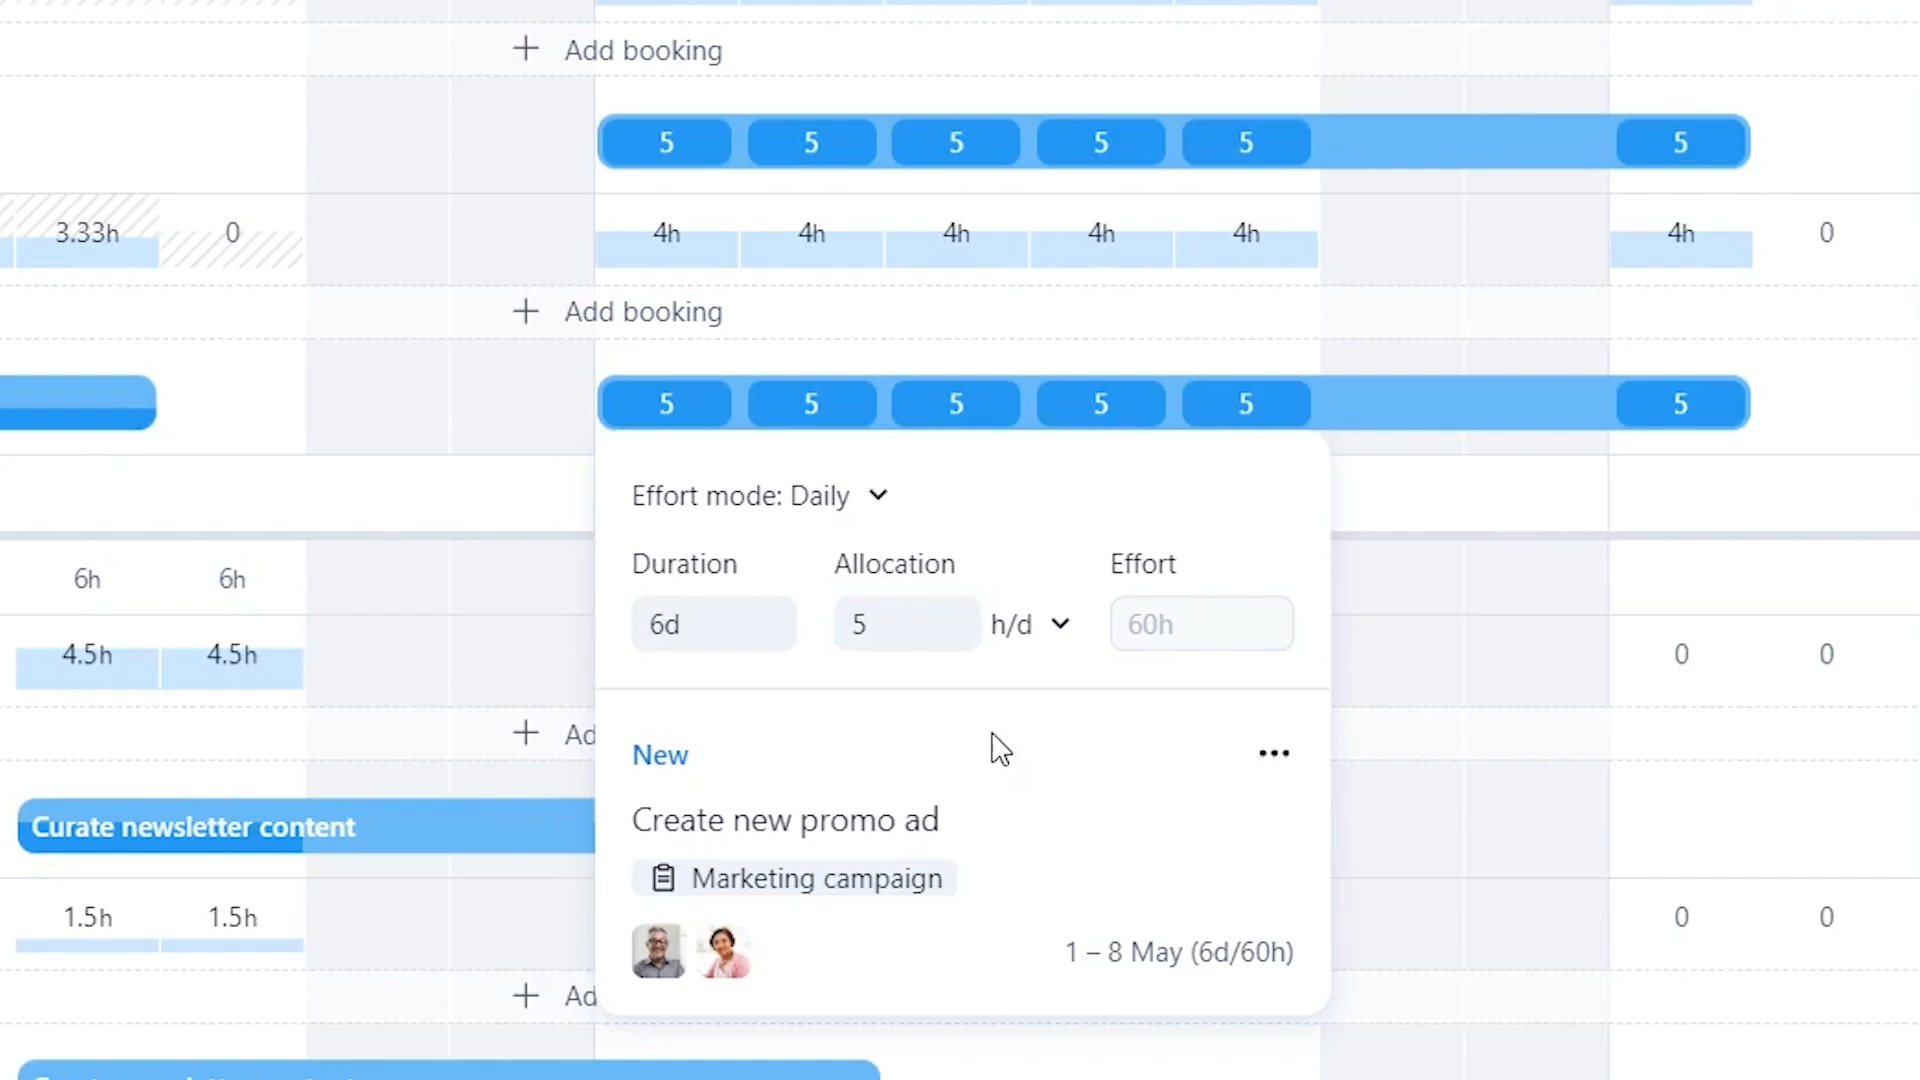 + Add booking
5 5 5 5 5 5
3.33h 0 4h 4h 4h 4h 4h 4h 0
+ Add booking
5 5 5 5 5 5
Effort mode: Daily
Duration Allocation Effort
6d 5 h/d 60h
6h 6h
4.5h 4.5h 0 0
+ Ad
New
Create new promo ad
Curate newsletter content
Marketing campaign
1.5h 1.5h 0 0
1 – 8 May (6d/60h)
+ Ad